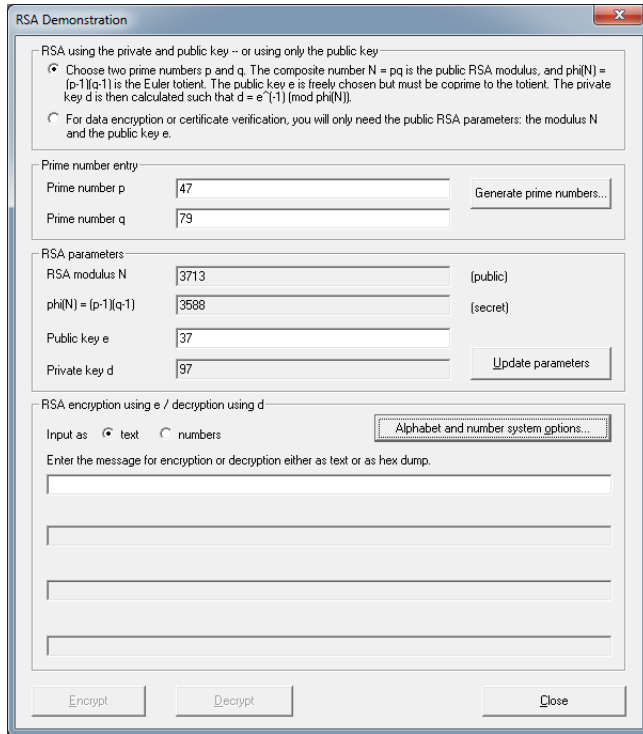 RSA Demonstration
x
RSA using the private and public key -- or using only the public key
Choose two prime numbers p and q. The composite number N = pq is the public RSA modulus, and phi(N) =
(p-1)(q-1) is the Euler totient. The public key e is freely chosen but must be coprime to the totient. The private
key d is then calculated such that d = e^(-1) (mod phi(N)).
For data encryption or certificate verification, you will only need the public RSA parameters: the modulus N
and the public key e.
Prime number entry
Prime number p 47 Generate prime numbers...
Prime number q 79
RSA parameters
RSA modulus N 3713 (public)
phi(N) = (p-1)(q-1) 3588 (secret)
Public key e 37
Private key d 97 Update parameters
RSA encryption using e / decryption using d
Input as text numbers Alphabet and number system options...
Enter the message for encryption or decryption either as text or as hex dump.
Encrypt Decrypt Close